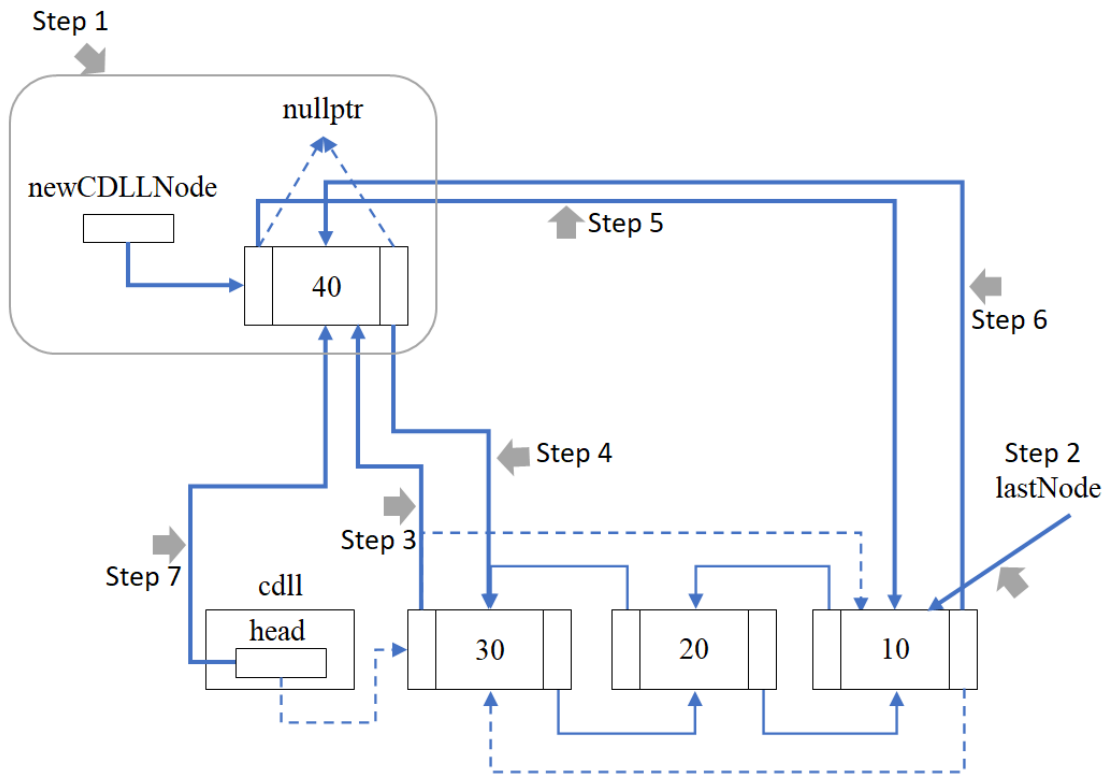 Step 1
nullptr
newCDLLNode
Step 5
40
Step 6
Step 4
Step 2
lastNode
Step 3
Step 7
cdll
head
30
20
10